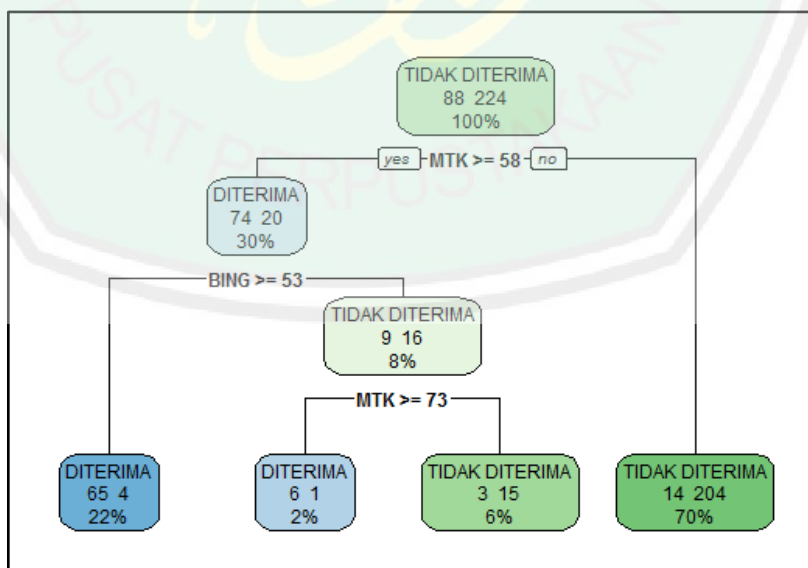 TIDAK DITERIMA
88 224
100%
yes MTK >= 58 no
DITERIMA
74 20
30%
BING >= 53
TIDAK DITERIMA
9 16
8%
MTK >= 73
DITERIMA
65 4
22%
DITERIMA
6 1
2%
TIDAK DITERIMA
3 15
6%
TIDAK DITERIMA
14 204
70%
PUSAT PERPUSTAKAAN